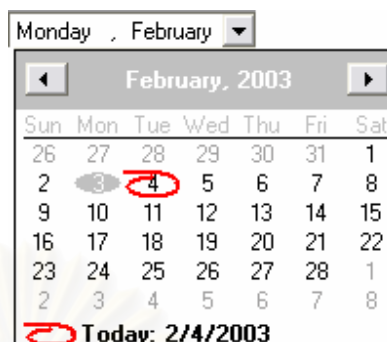 Monday , February
February, 2003
Sun Mon Tue Wed Thu Fri Sat
26 27 28 29 30 31 1
2 3 4 5 6 7 8
9 10 11 12 13 14 15
16 17 18 19 20 21 22
23 24 25 26 27 28 1
2 3 4 5 6 7 8
Today: 2/4/2003